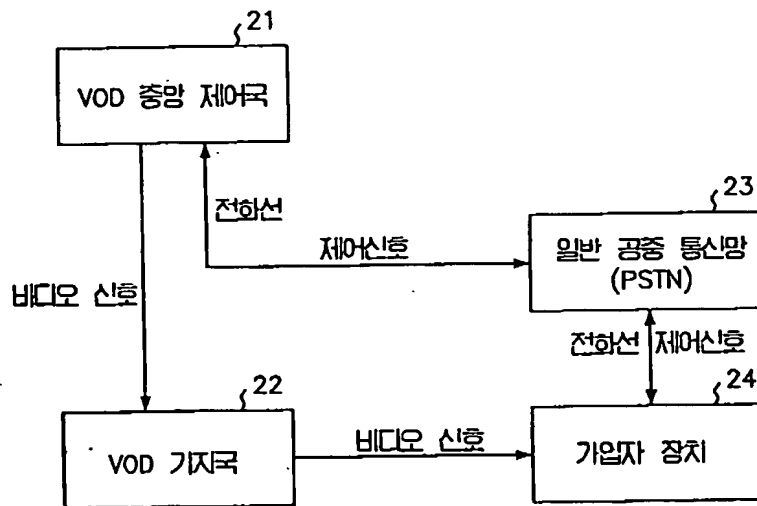 21
VOD 중망 제어국
전화선
23
제어신호
일반 공중 통신망
(PSTN)
비디오 신호
전화선 제어신호
22
24
VOD 기지국
비디오 신호
가입자 장치